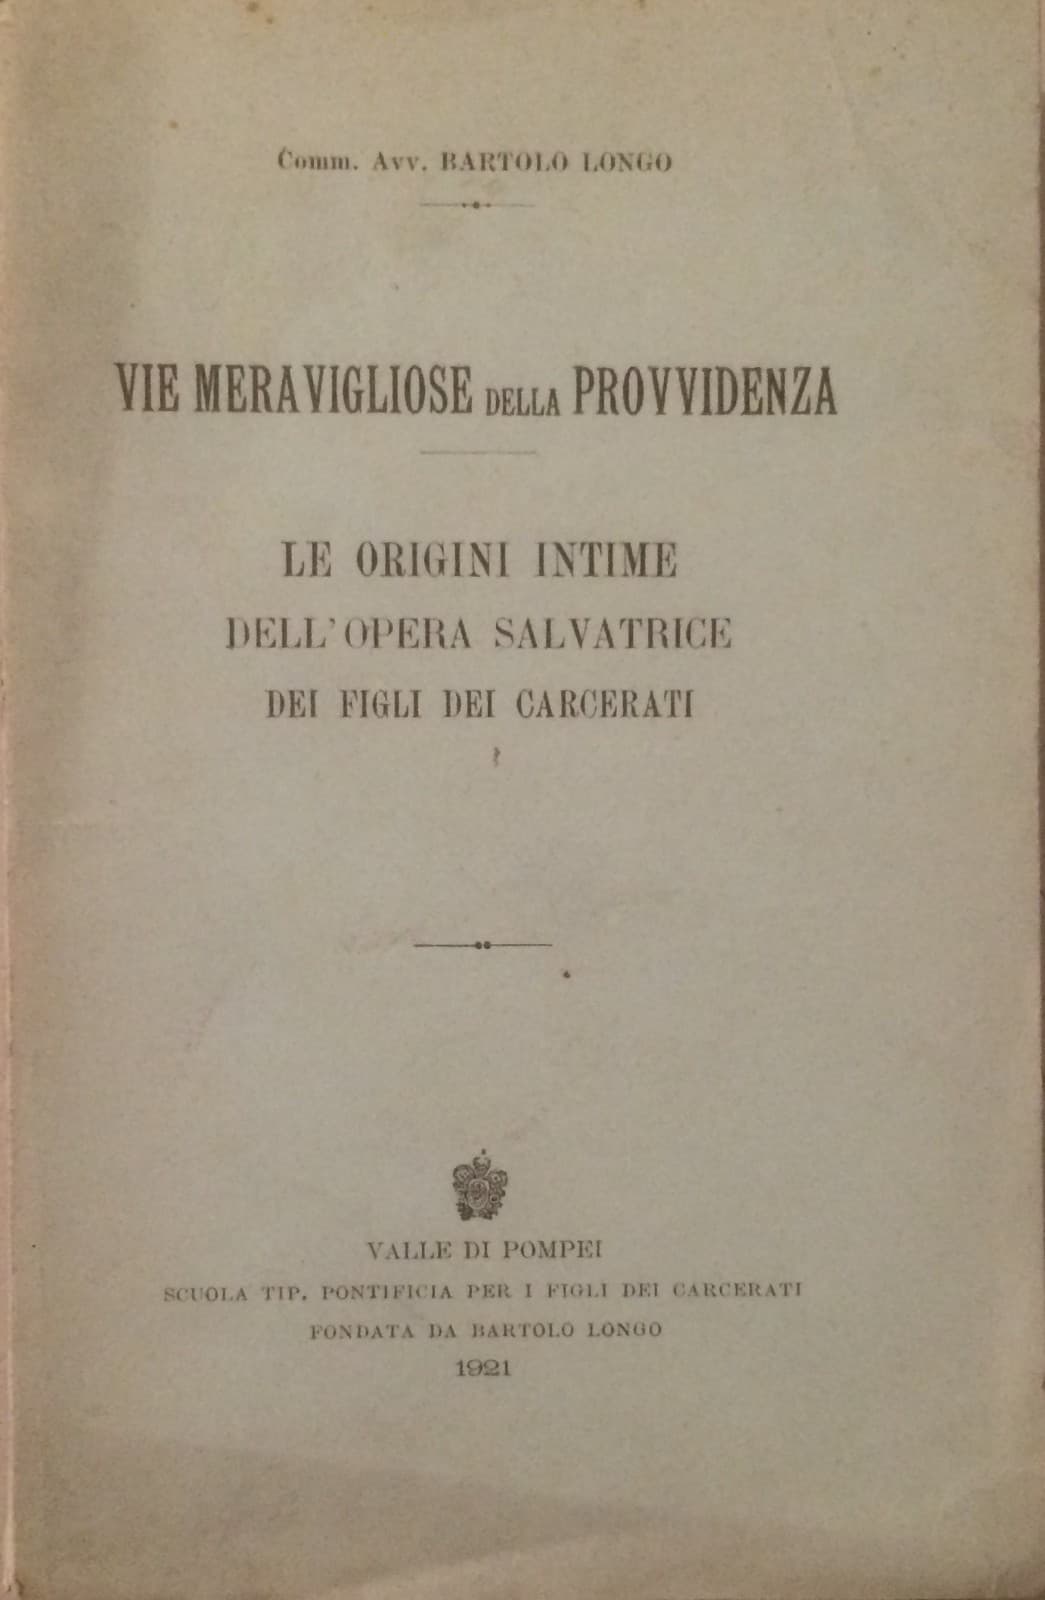 Comm. Avv. BARTOLO LONGO
VIE MERAVIGLIOSE DELLA PROVVIDENZA
LE ORIGINI INTIME
DELL'OPERA SALVATRICE
DEI FIGLI DEI CARCERATI
VALLE DI POMPEI
SCUOLA TIP. PONTIFICIA PER I FIGLI DEI CARCERATI
FONDATA DA BARTOLO LONGO
1921